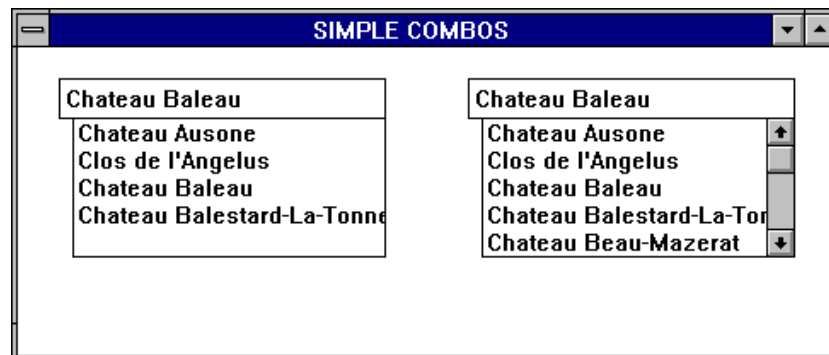 SIMPLE COMBOS
Chateau Baleau
Chateau Ausone
Clos de l'Angelus
Chateau Baleau
Chateau Balestard-La-Tonne
Chateau Baleau
Chateau Ausone
Clos de l'Angelus
Chateau Baleau
Chateau Balestard-La-Ton
Chateau Beau-Mazerat